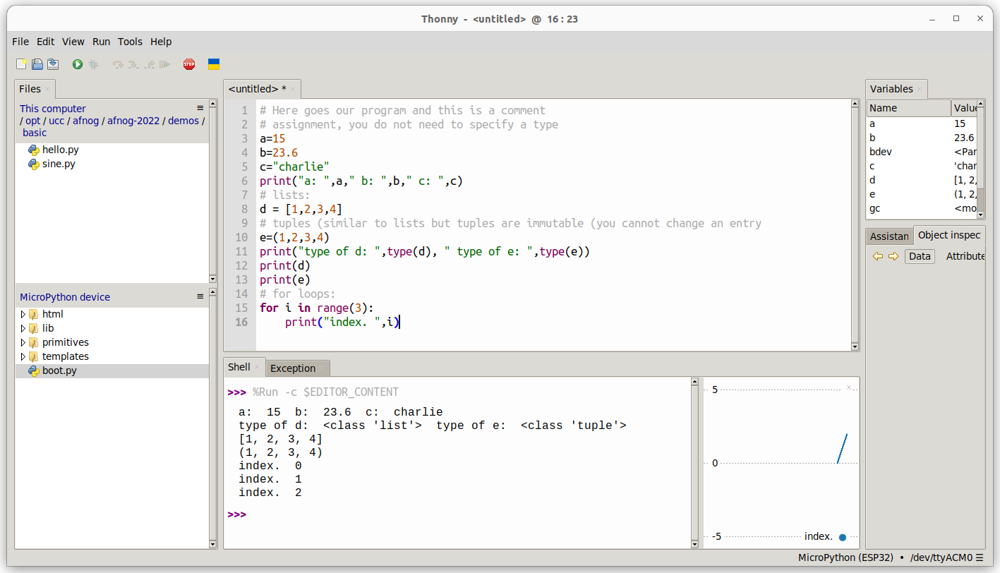 Thonny - <untitled> @ 16:23
File Edit View Run Tools Help
STOP
Files
This computer
/ opt / ucc / afnog / afnog-2022 / demos /
basic
hello.py
sine.py
MicroPython device
html
lib
primitives
templates
boot.py
<untitled> *
1 # Here goes our program and this is a comment
2 # assignment, you do not need to specify a type
3 a=15
4 b=23.6
5 c="charlie"
6 print("a: ",a," b: ",b," c: ",c)
7 # lists:
8 d = [1,2,3,4]
9 # tuples (similar to lists but tuples are immutable (you cannot change an entry
10 e=(1,2,3,4)
11 print("type of d: ",type(d), " type of e: ",type(e))
12 print(d)
13 print(e)
14 # for loops:
15 for i in range(3):
16     print("index. ",i)
Shell Exception
>>> %Run -c $EDITOR_CONTENT
a:  15  b:  23.6  c:  charlie
type of d:  <class 'list'>  type of e:  <class 'tuple'>
[1, 2, 3, 4]
(1, 2, 3, 4)
index.  0
index.  1
index.  2
>>>
5
0
-5
index.
Variables
Name Value
a 15
b 23.6
bdev <Par
c 'char
d [1, 2,
e (1, 2,
gc <mo
Assistan Object inspec
Data Attribute
MicroPython (ESP32) • /dev/ttyACM0 ☰